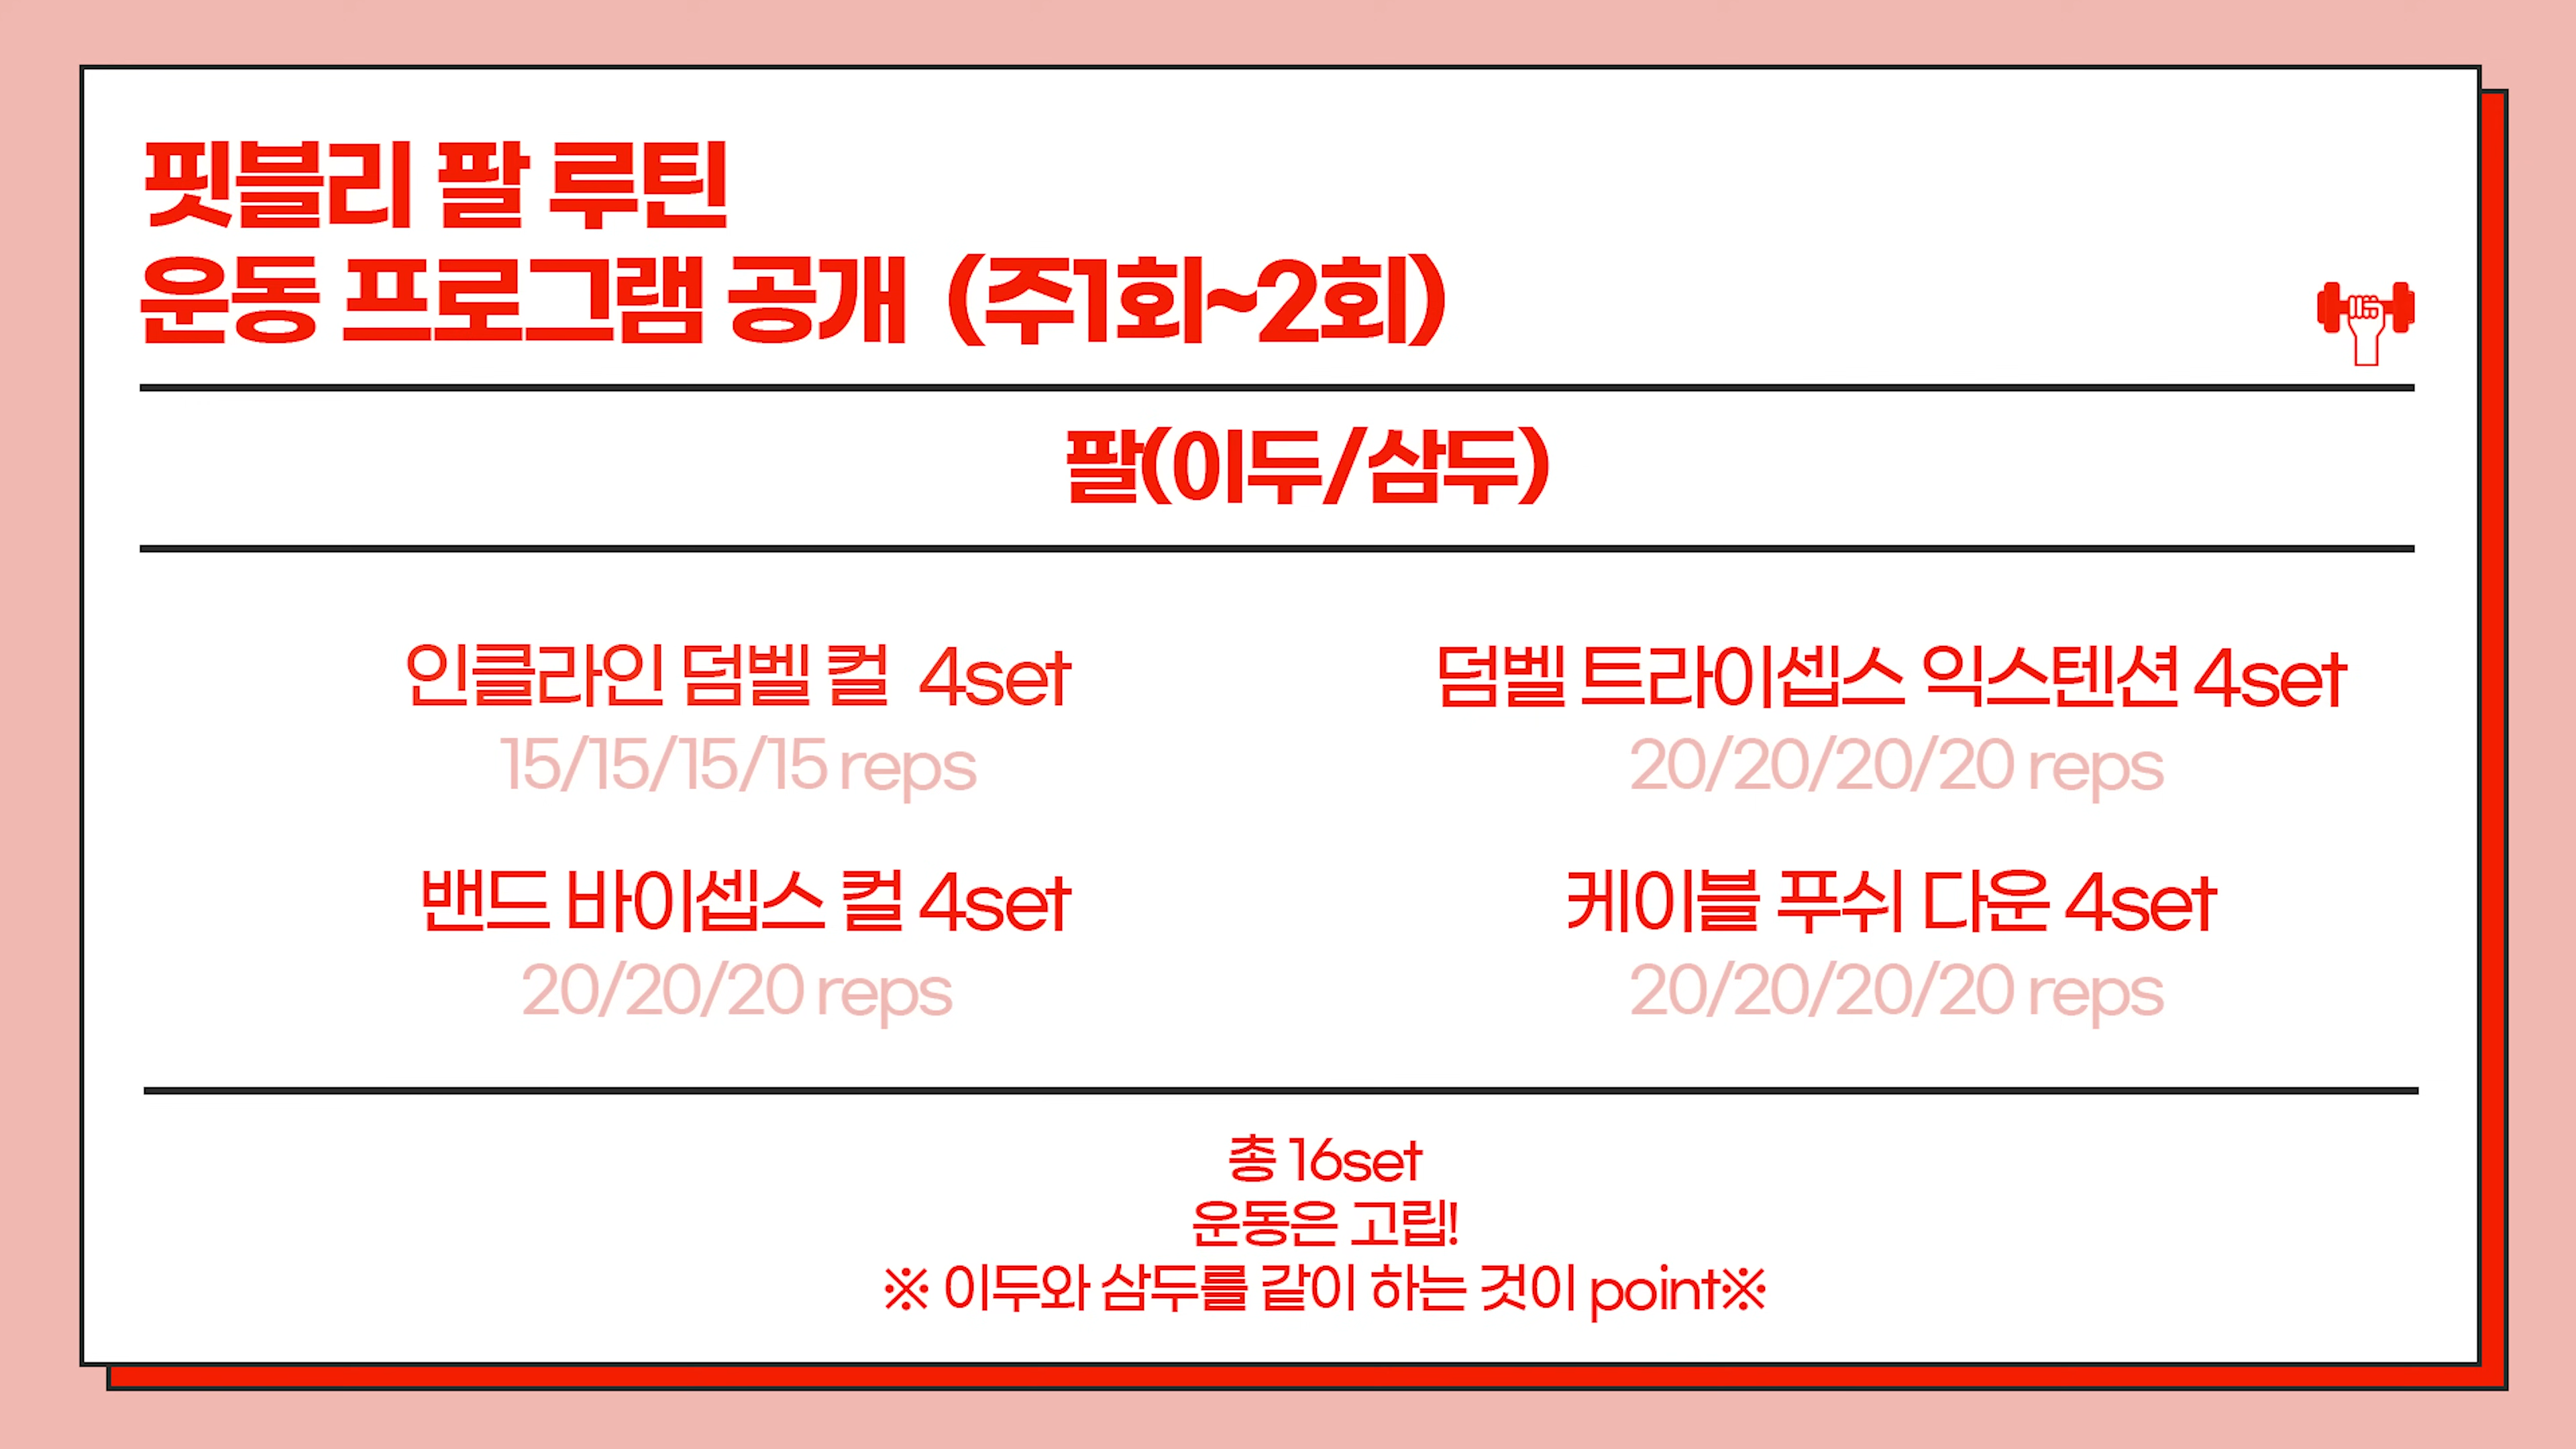 핏블리 팔 루틴
운동 프로그램 공개 (주1회~2회)
팔(이두/삼두)
인클라인 덤벨 컬 4set
15/15/15/15 reps
밴드 바이셉스 컬 4set
20/20/20 reps
덤벨 트라이셉스 익스텐션 4set
20/20/20/20 reps
케이블 푸쉬 다운 4set
20/20/20/20 reps
총 16set
운동은 고립!
※ 이두와 삼두를 같이 하는 것이 point※